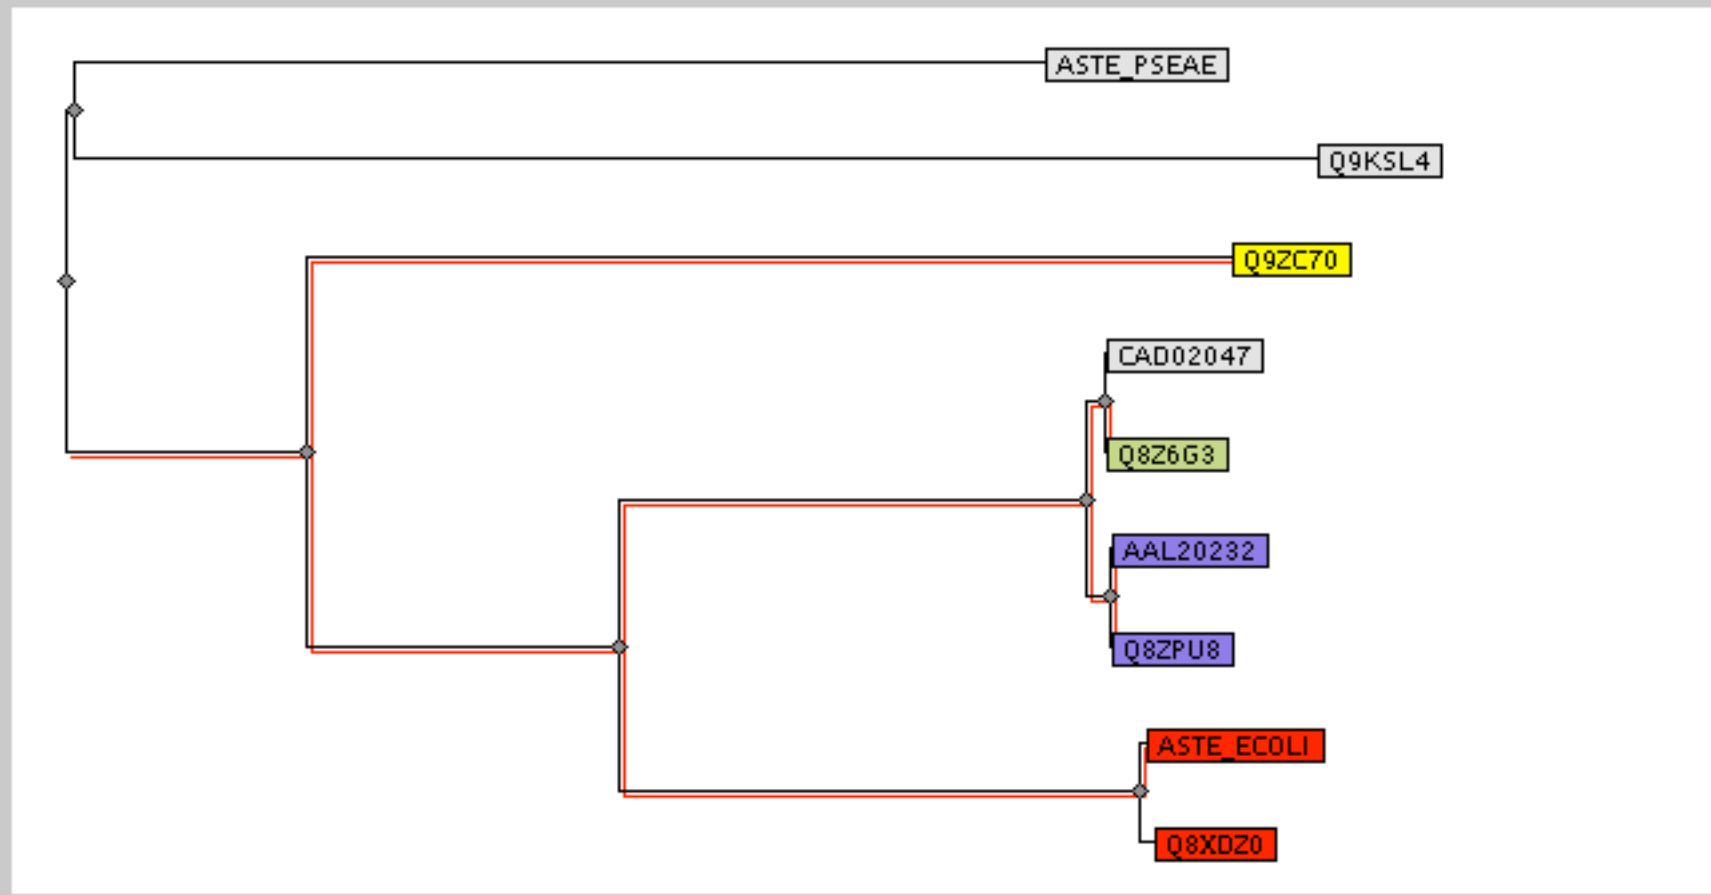 ASTE_PSEAE
Q9KSL4
Q9ZC70
CAD02047
Q8Z6G3
AAL20232
Q8ZPU8
ASTE_ECOLI
Q8XDZ0